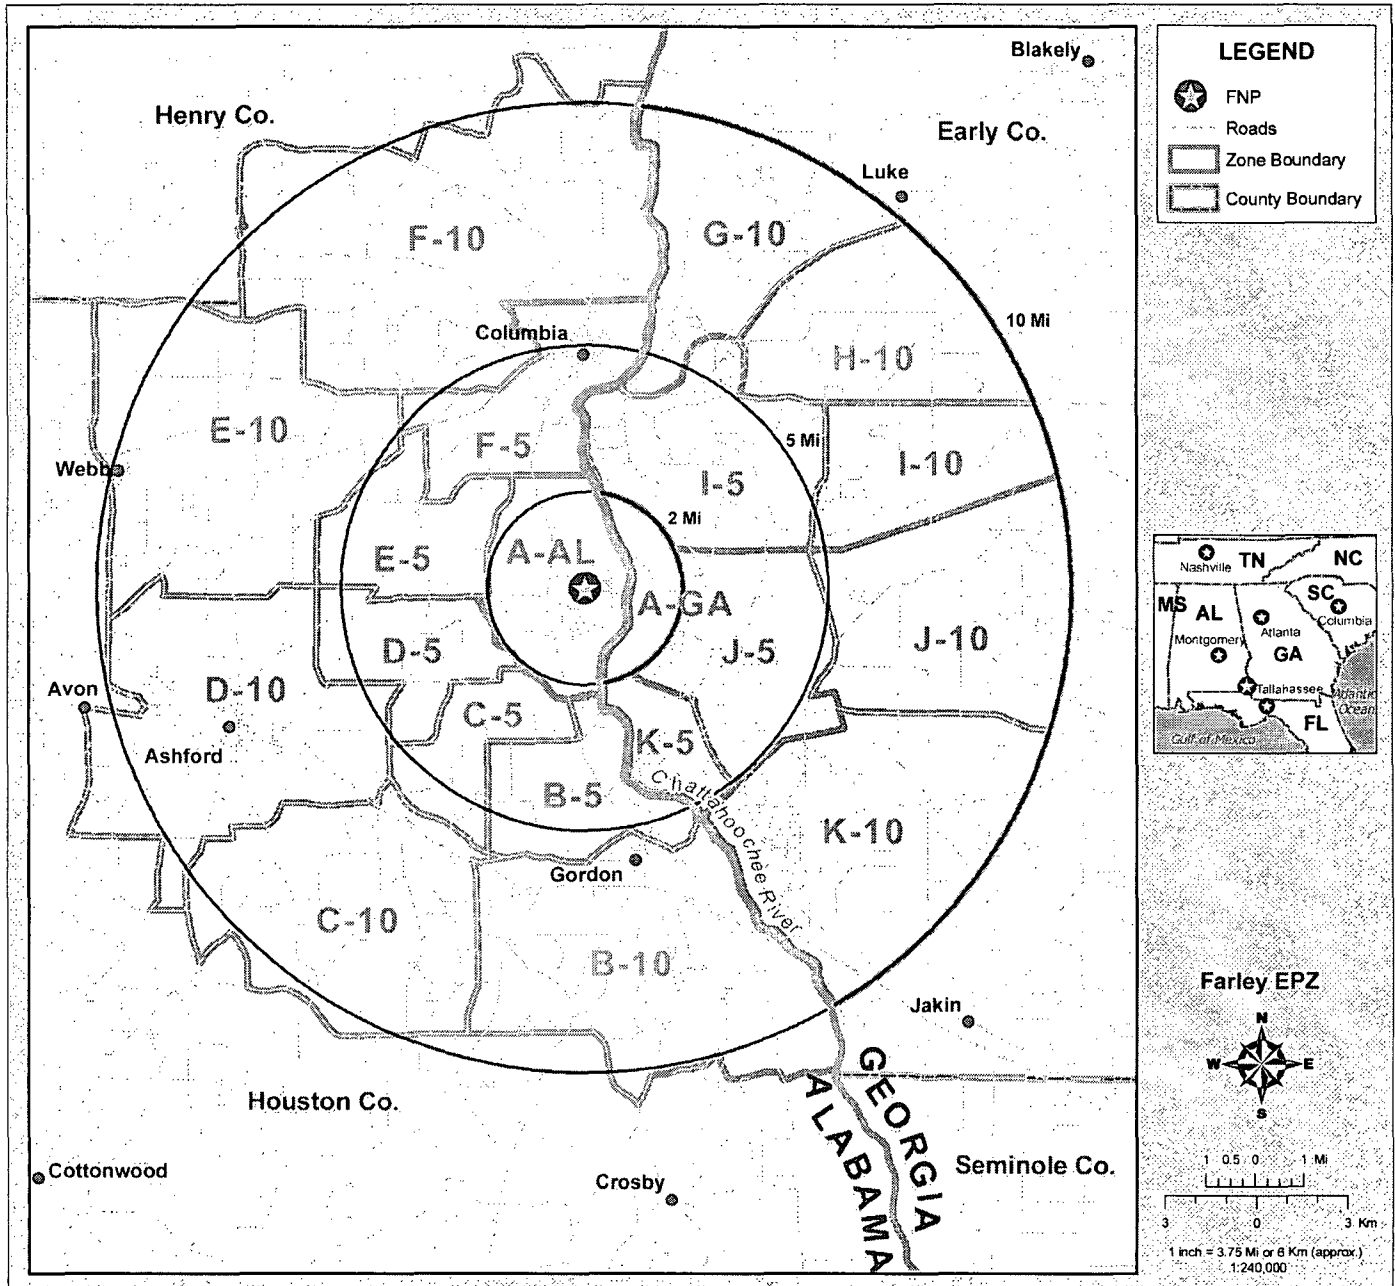 Blakely
Henry Co.
Early Co.
Luke
F-10
G-10
10 Mi
Columbia
H-10
E-10
F-5
5 Mi
I-10
Webb
I-5
2 Mi
A-AL
E-5
A-GA
D-5
J-5
J-10
Avon
D-10
C-5
Ashford
K-5
B-5
Chattahoochee River
K-10
Gordon
C-10
B-10
Jakin
GEORGIA
ALABAMA
Houston Co.
Seminole Co.
Cottonwood
Crosby
LEGEND
FNP
Roads
Zone Boundary
County Boundary
Nashville
TN
NC
MS
AL
SC
Columbia
Montgomery
Atlanta
GA
Tallahassee
Atlantic
Ocean
FL
Gulf of Mexico
Farley EPZ
N
W
E
S
1 0.5 0 1 Mi
3 0 3 Km
1 inch = 3.75 Mi or 6 Km (approx.)
1:240,000